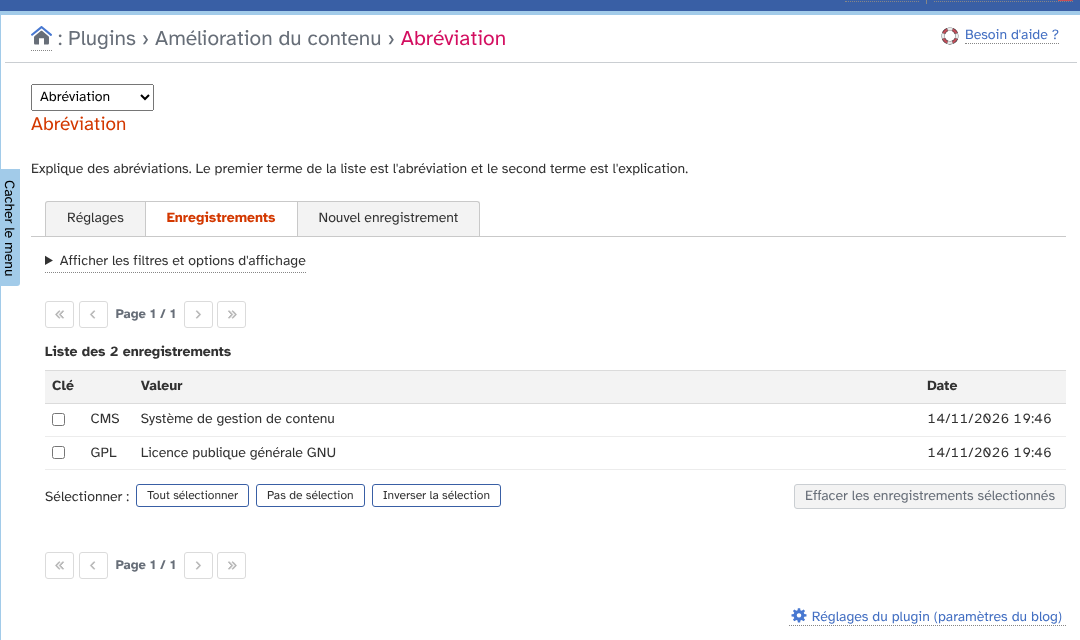 : Plugins › Amélioration du contenu › Abréviation
Besoin d'aide ?
Abréviation
Abréviation
Explique des abréviations. Le premier terme de la liste est l'abréviation et le second terme est l'explication.
Cacher le menu
Réglages Enregistrements Nouvel enregistrement
Afficher les filtres et options d'affichage
« ‹ Page 1 / 1 › »
Liste des 2 enregistrements
Clé Valeur Date
CMS Système de gestion de contenu 14/11/2026 19:46
GPL Licence publique générale GNU 14/11/2026 19:46
Sélectionner : Tout sélectionner Pas de sélection Inverser la sélection Effacer les enregistrements sélectionnés
« ‹ Page 1 / 1 › »
Réglages du plugin (paramètres du blog)